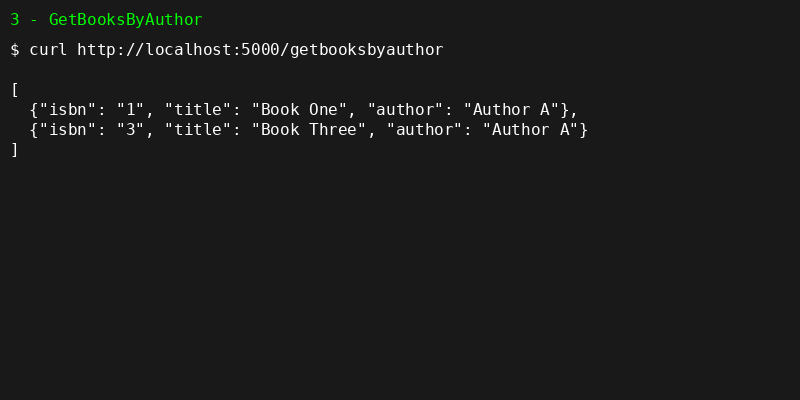 3 - GetBooksByAuthor
$ curl http://localhost:5000/getbooksbyauthor
[
  {"isbn": "1", "title": "Book One", "author": "Author A"},
  {"isbn": "3", "title": "Book Three", "author": "Author A"}
]